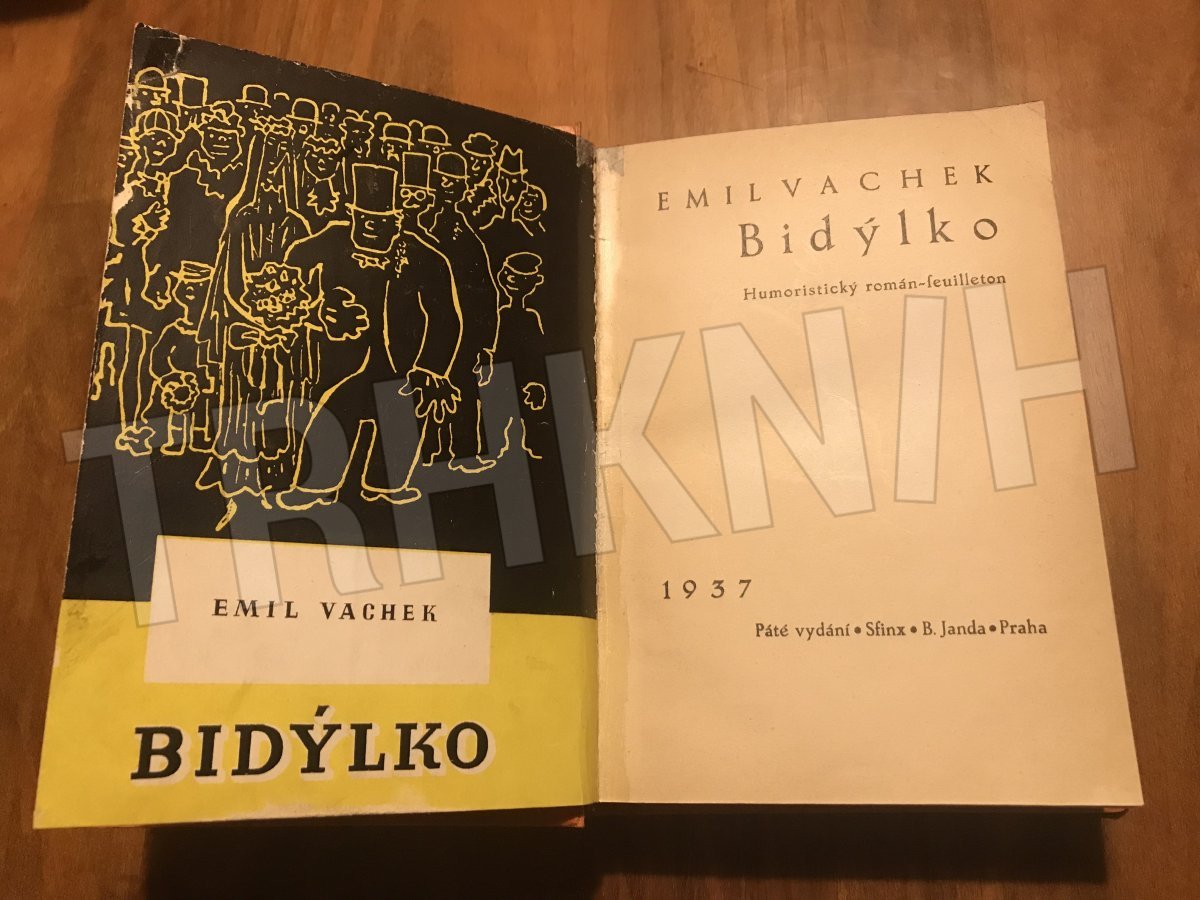 EMIL VACHEK
BIDÝLKO
EMIL VACHEK
Bidýlko
Humoristický román-feuilleton
1937
Páté vydání • Sfinx • B. Janda • Praha
TRHKNIH